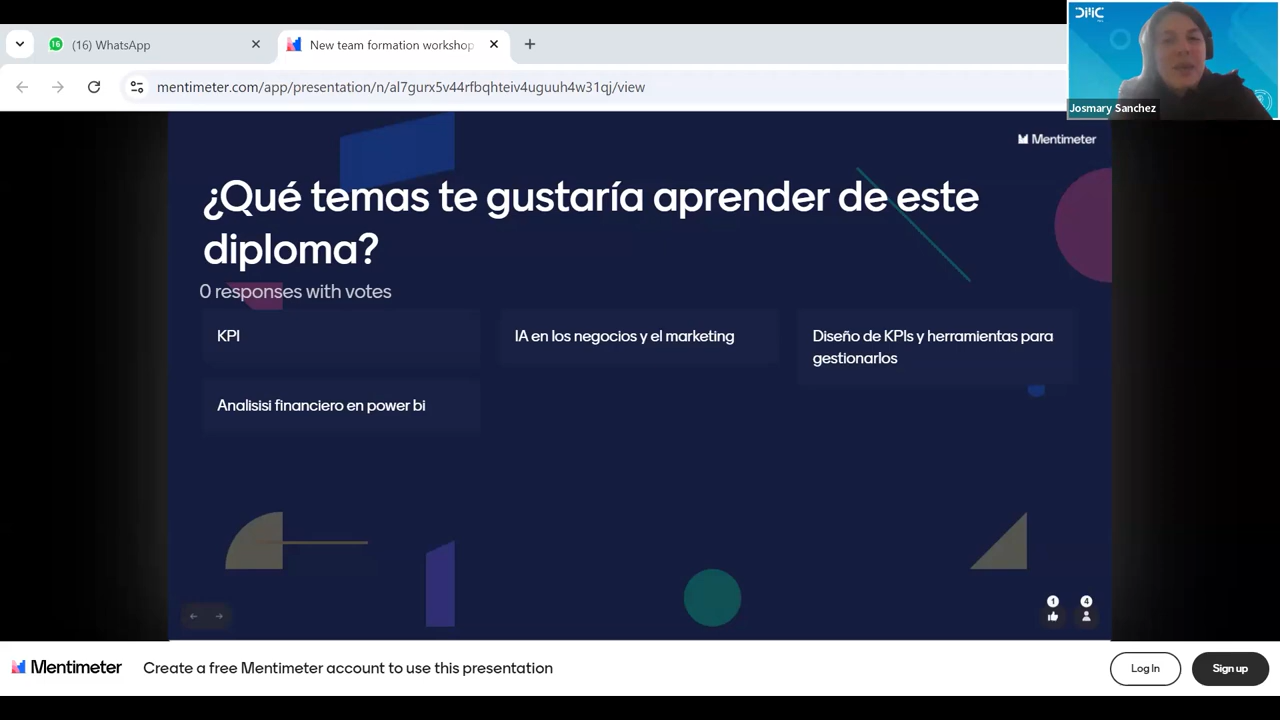 (16) WhatsApp
New team formation workshop
mentimeter.com/app/presentation/n/al7gurx5v44rfbqhteiv4uguuh4w31qj/view
DMC
Josmary Sanchez
Mentimeter
¿Qué temas te gustaría aprender de este
diploma?
0 responses with votes
KPI
IA en los negocios y el marketing
Diseño de KPIs y herramientas para
gestionarlos
Analisisi financiero en power bi
1
4
Mentimeter
Create a free Mentimeter account to use this presentation
Log In
Sign up